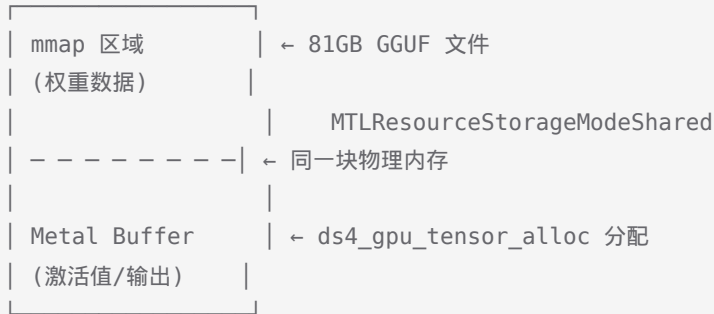 mmap 区域 ← 81GB GGUF 文件
(权重数据)
MTLResourceStorageModeShared
← 同一块物理内存
Metal Buffer ← ds4_gpu_tensor_alloc 分配
(激活值/输出)